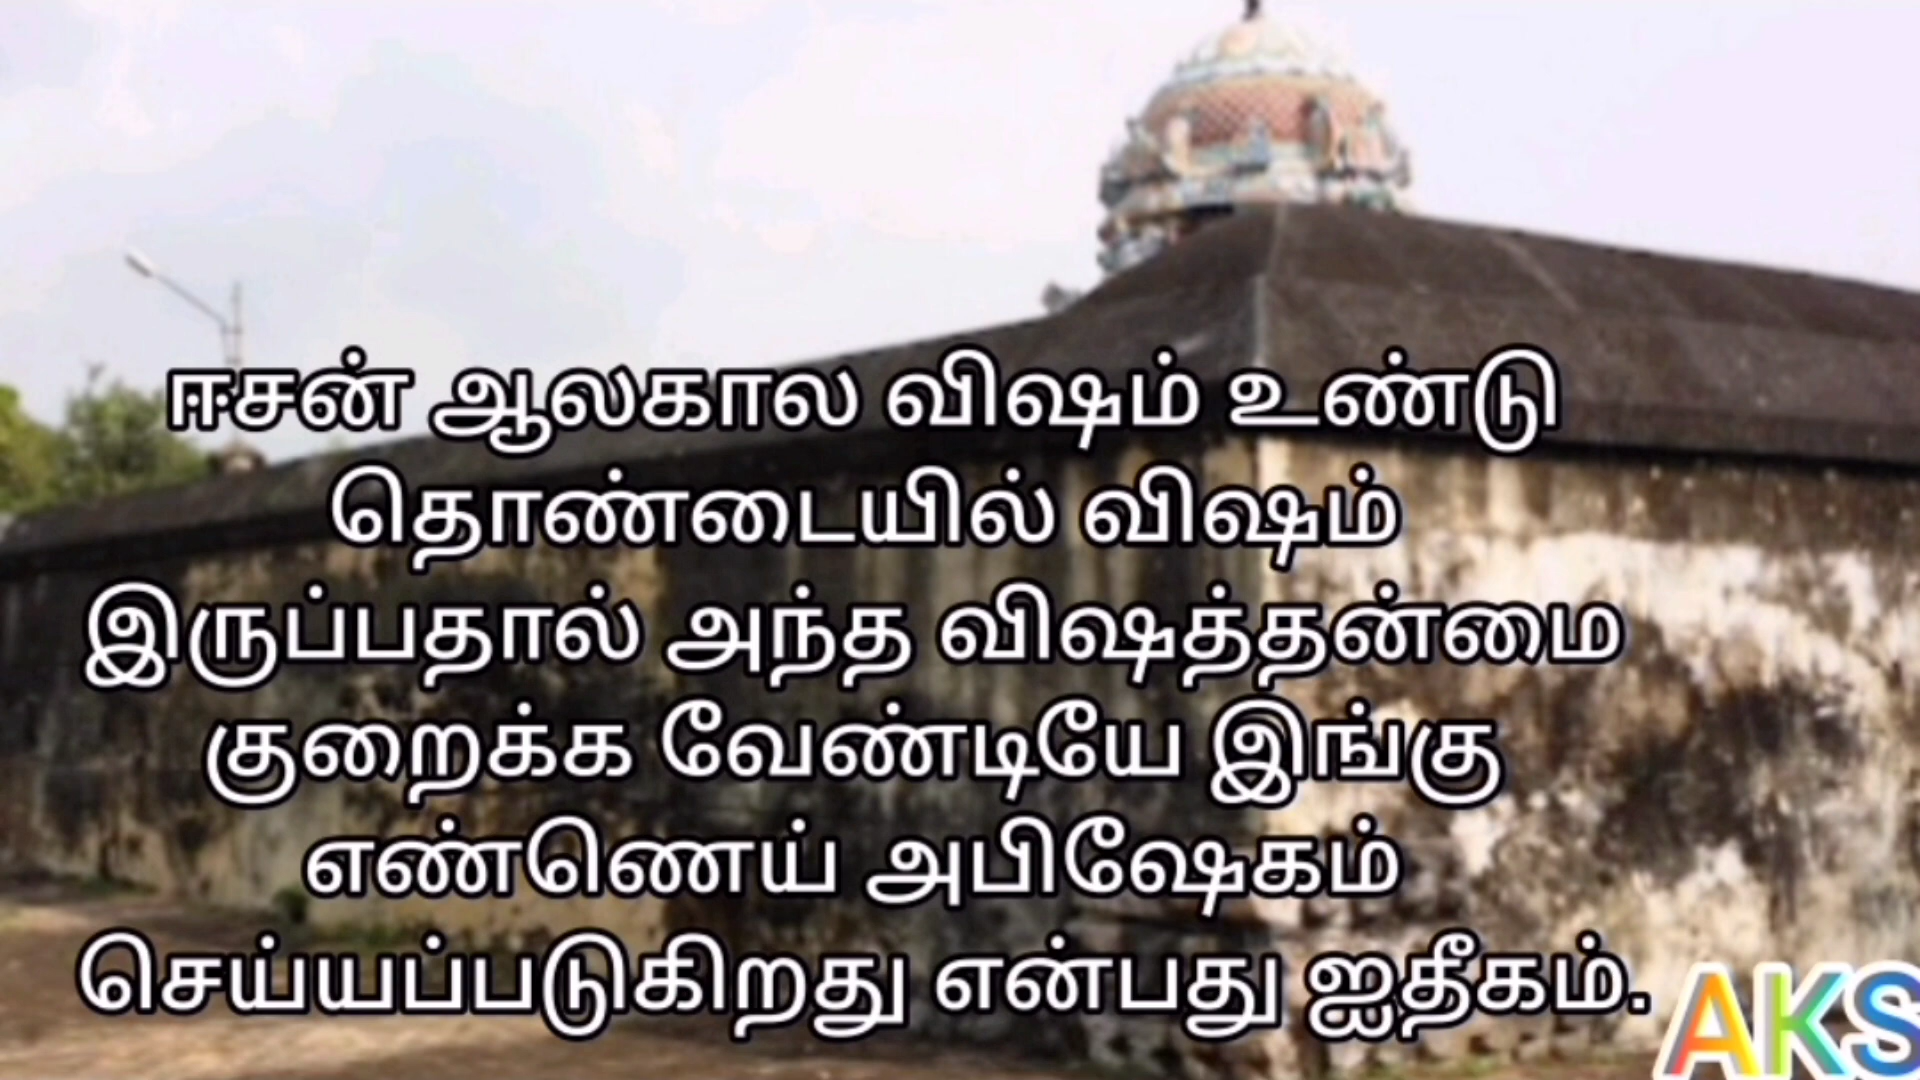 ஈசன் ஆலகால விஷம் உண்டு
தொண்டையில் விஷம்
இருப்பதால் அந்த விஷத்தன்மை
குறைக்க வேண்டியே இங்கு
எண்ணெய் அபிஷேகம்
செய்யப்படுகிறது என்பது ஐதீகம்.
AKS